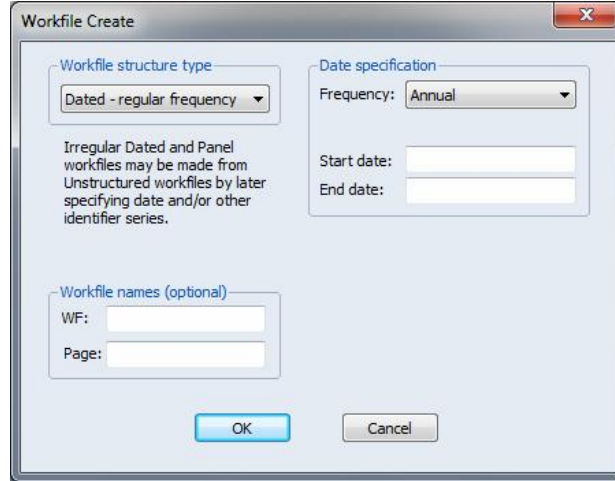 Workfile Create
Workfile structure type
Dated - regular frequency
Irregular Dated and Panel
workfiles may be made from
Unstructured workfiles by later
specifying date and/or other
identifier series.
Date specification
Frequency: Annual
Start date:
End date:
Workfile names (optional)
WF:
Page:
OK Cancel